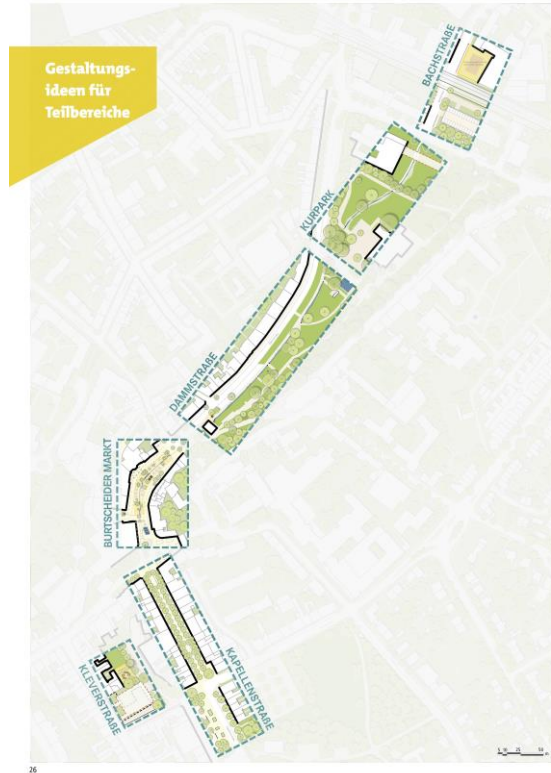 Gestaltungs-
ideen für
Teilbereiche
BACHSTRAßE
KURPARK
DAMMSTRAßE
BURTSCHEIDER MARKT
KAPELLENSTRAßE
KLEVERSTRAßE
26